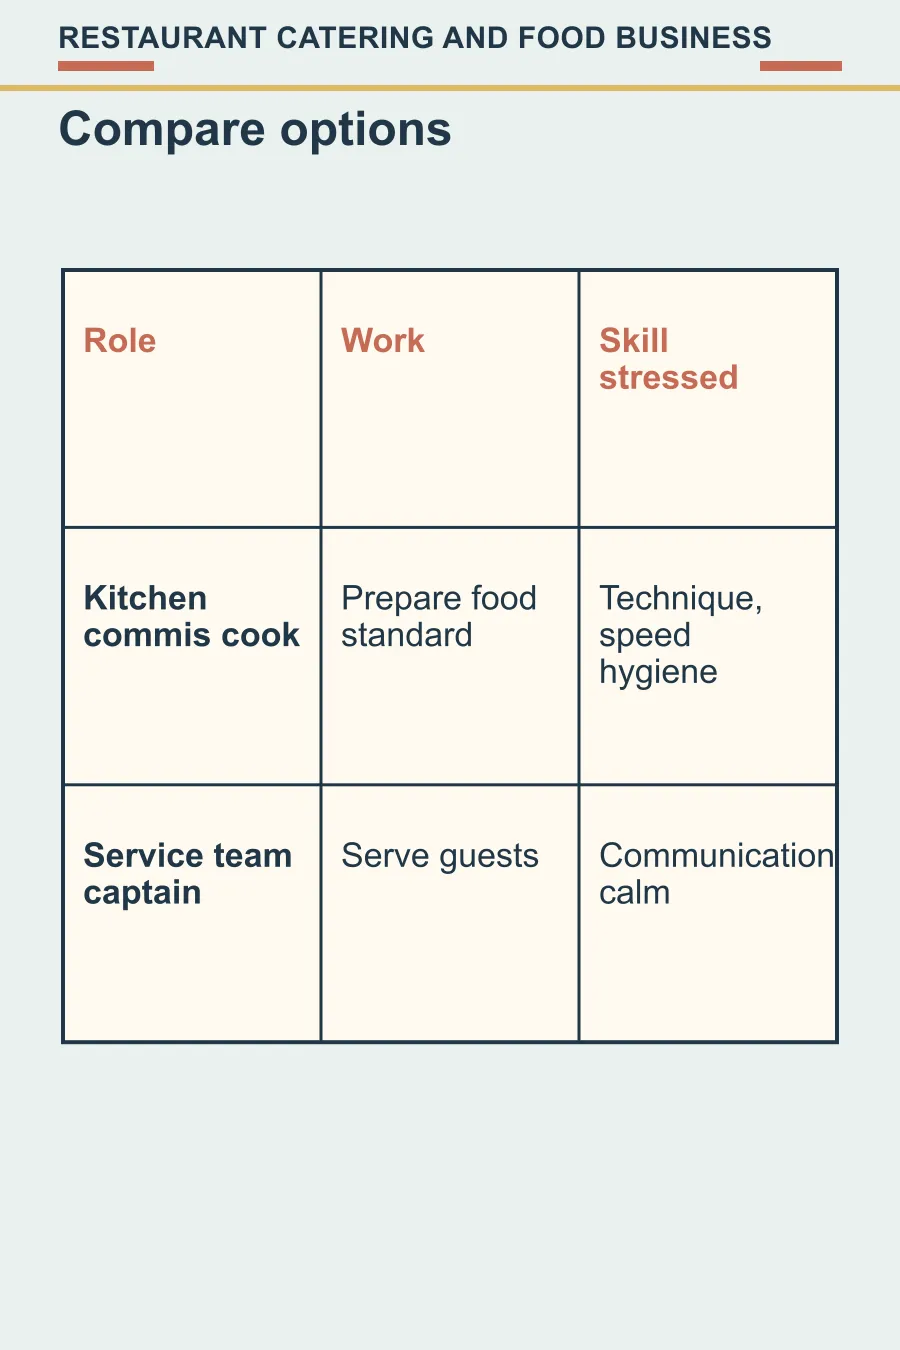 RESTAURANT CATERING AND FOOD BUSINESS
Compare options
Role
Work
Skill
stressed
Kitchen
commis cook
Prepare food
standard
Technique,
speed
hygiene
Service team
captain
Serve guests
Communication
calm